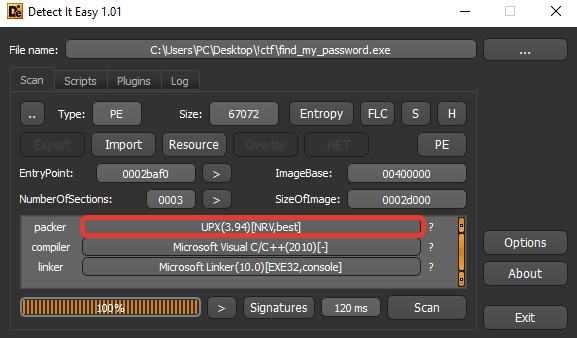 Detect It Easy 1.01
File name: C:\Users\PC\Desktop\!ctf\find_my_password.exe ...
Scan Scripts Plugins Log
.. Type: PE Size: 67072 Entropy FLC S H
Export Import Resource Overlay .NET PE
EntryPoint: 0002baf0 > ImageBase: 00400000
NumberOfSections: 0003 > SizeOfImage: 0002d000
packer UPX(3.94)[NRV,best] ?
compiler Microsoft Visual C/C++(2010)[-]
linker Microsoft Linker(10.0)[EXE32,console] ?
Options
About
100% > Signatures 120 ms Scan
Exit